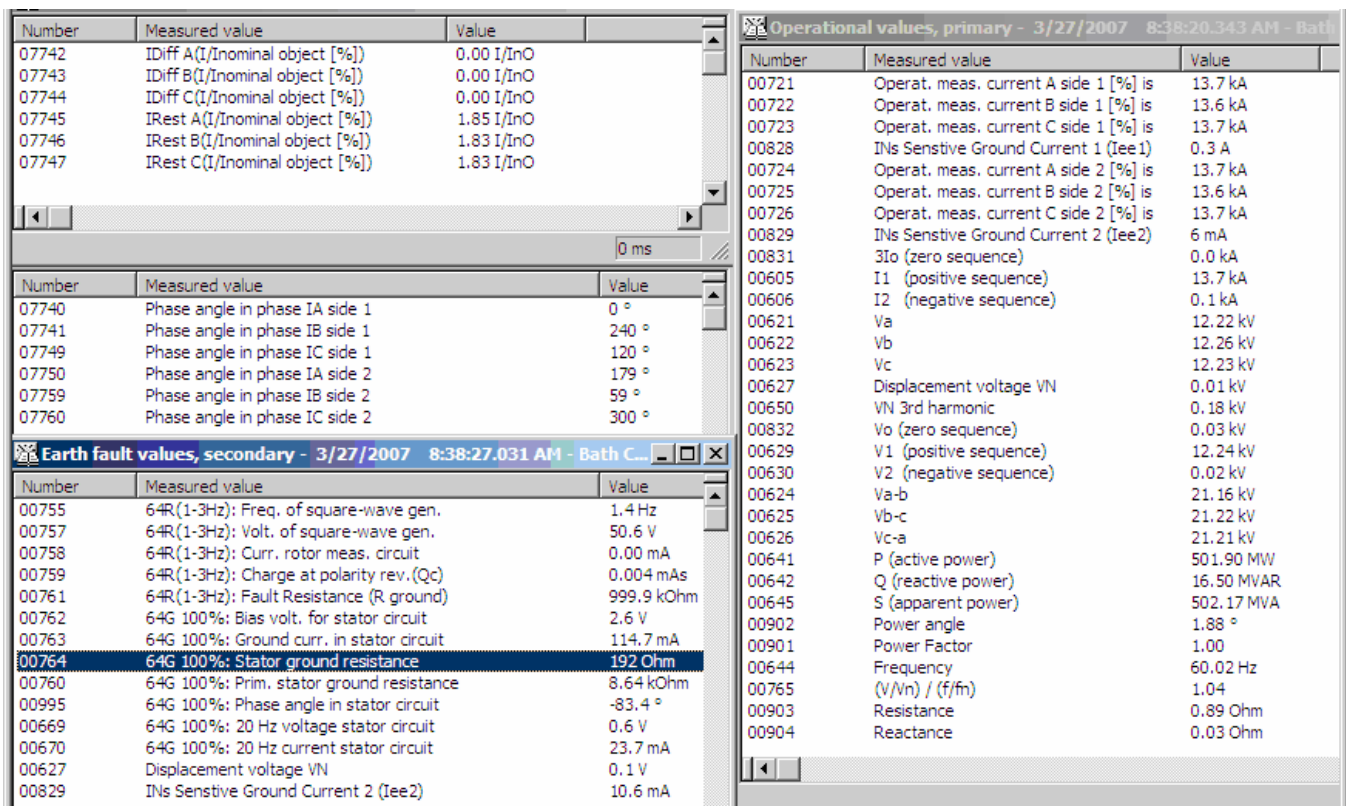 Number Measured value Value
07742 IDiff A(I/Inominal object [%]) 0.00 I/InO
07743 IDiff B(I/Inominal object [%]) 0.00 I/InO
07744 IDiff C(I/Inominal object [%]) 0.00 I/InO
07745 IRest A(I/Inominal object [%]) 1.85 I/InO
07746 IRest B(I/Inominal object [%]) 1.83 I/InO
07747 IRest C(I/Inominal object [%]) 1.83 I/InO
0 ms
Number Measured value Value
07740 Phase angle in phase IA side 1 0 °
07741 Phase angle in phase IB side 1 240 °
07749 Phase angle in phase IC side 1 120 °
07750 Phase angle in phase IA side 2 179 °
07759 Phase angle in phase IB side 2 59 °
07760 Phase angle in phase IC side 2 300 °
Earth fault values, secondary - 3/27/2007 8:38:27.031 AM - Bath C...
Number Measured value Value
00755 64R(1-3Hz): Freq. of square-wave gen. 1.4 Hz
00757 64R(1-3Hz): Volt. of square-wave gen. 50.6 V
00758 64R(1-3Hz): Curr. rotor meas. circuit 0.00 mA
00759 64R(1-3Hz): Charge at polarity rev.(Qc) 0.004 mAs
00761 64R(1-3Hz): Fault Resistance (R ground) 999.9 kOhm
00762 64G 100%: Bias volt. for stator circuit 2.6 V
00763 64G 100%: Ground curr. in stator circuit 114.7 mA
00764 64G 100%: Stator ground resistance 192 Ohm
00760 64G 100%: Prim. stator ground resistance 8.64 kOhm
00995 64G 100%: Phase angle in stator circuit -83.4 °
00669 64G 100%: 20 Hz voltage stator circuit 0.6 V
00670 64G 100%: 20 Hz current stator circuit 23.7 mA
00627 Displacement voltage VN 0.1 V
00829 INs Senstive Ground Current 2 (Iee2) 10.6 mA
Operational values, primary - 3/27/2007 8:38:20.343 AM - Bath
Number Measured value Value
00721 Operat. meas. current A side 1 [%] is 13.7 kA
00722 Operat. meas. current B side 1 [%] is 13.6 kA
00723 Operat. meas. current C side 1 [%] is 13.7 kA
00828 INs Senstive Ground Current 1 (Iee1) 0.3 A
00724 Operat. meas. current A side 2 [%] is 13.7 kA
00725 Operat. meas. current B side 2 [%] is 13.6 kA
00726 Operat. meas. current C side 2 [%] is 13.7 kA
00829 INs Senstive Ground Current 2 (Iee2) 6 mA
00831 3Io (zero sequence) 0.0 kA
00605 I1 (positive sequence) 13.7 kA
00606 I2 (negative sequence) 0.1 kA
00621 Va 12.22 kV
00622 Vb 12.26 kV
00623 Vc 12.23 kV
00627 Displacement voltage VN 0.01 kV
00650 VN 3rd harmonic 0.18 kV
00832 Vo (zero sequence) 0.03 kV
00629 V1 (positive sequence) 12.24 kV
00630 V2 (negative sequence) 0.02 kV
00624 Va-b 21.16 kV
00625 Vb-c 21.22 kV
00626 Vc-a 21.21 kV
00641 P (active power) 501.90 MW
00642 Q (reactive power) 16.50 MVAR
00645 S (apparent power) 502.17 MVA
00902 Power angle 1.88 °
00901 Power Factor 1.00
00644 Frequency 60.02 Hz
00765 (V/Vn) / (f/fn) 1.04
00903 Resistance 0.89 Ohm
00904 Reactance 0.03 Ohm